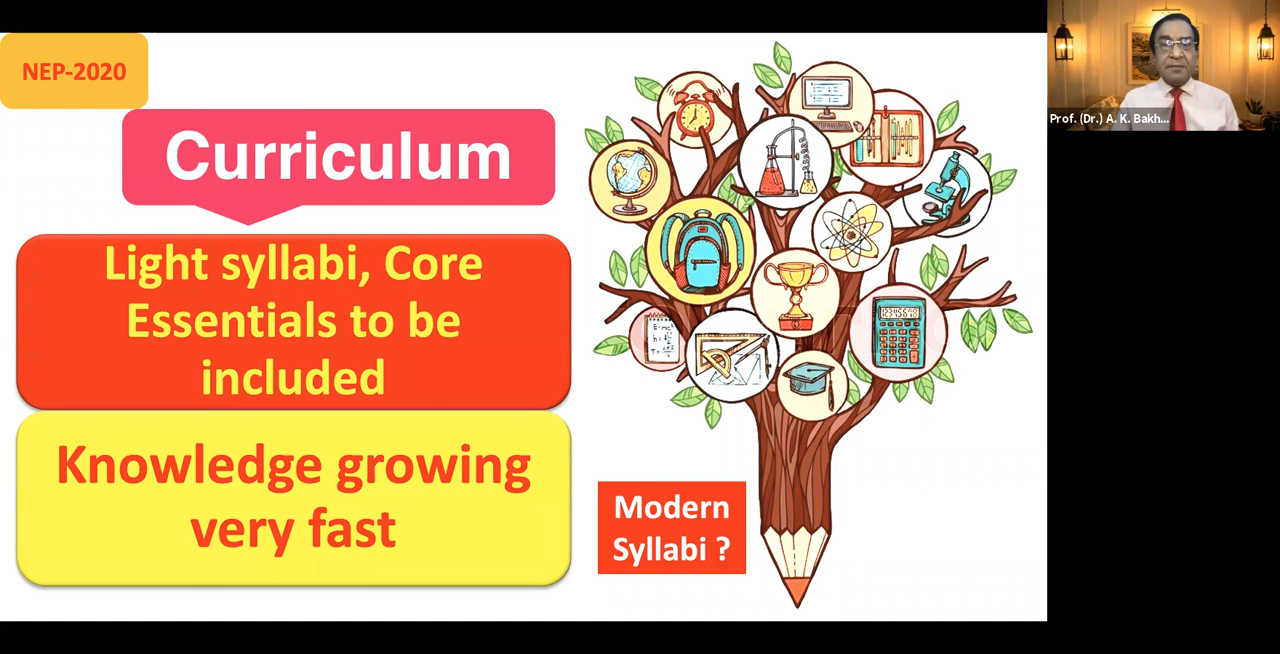 NEP-2020
Curriculum
Light syllabi, Core
Essentials to be
included
Knowledge growing
very fast
Modern
Syllabi ?
Prof. (Dr.) A. K. Bakh...